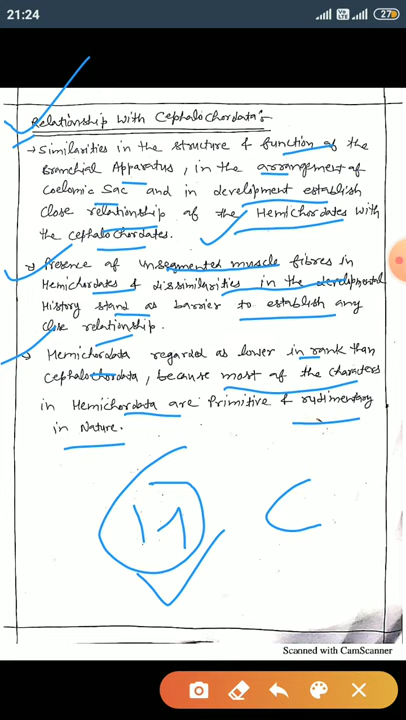 21:24
27
Relationship with Cephalochordata's
→ Similarities in the structure & function of the
Branchial Apparatus, in the arrangement of
Coelomic Sac and in development establish
Close relationship of the Hemichordates with
the Cephalochordates.
Presence of unsegmented muscle fibres in
Hemichordates & dissimilarities in the developmental
History stand as barrier to establish any
close relationship.
Hemichordata regarded as lower in rank than
Cephalochordata, because most of the characters
in Hemichordata are Primitive & rudimentary
in Nature.
Scanned with CamScanner